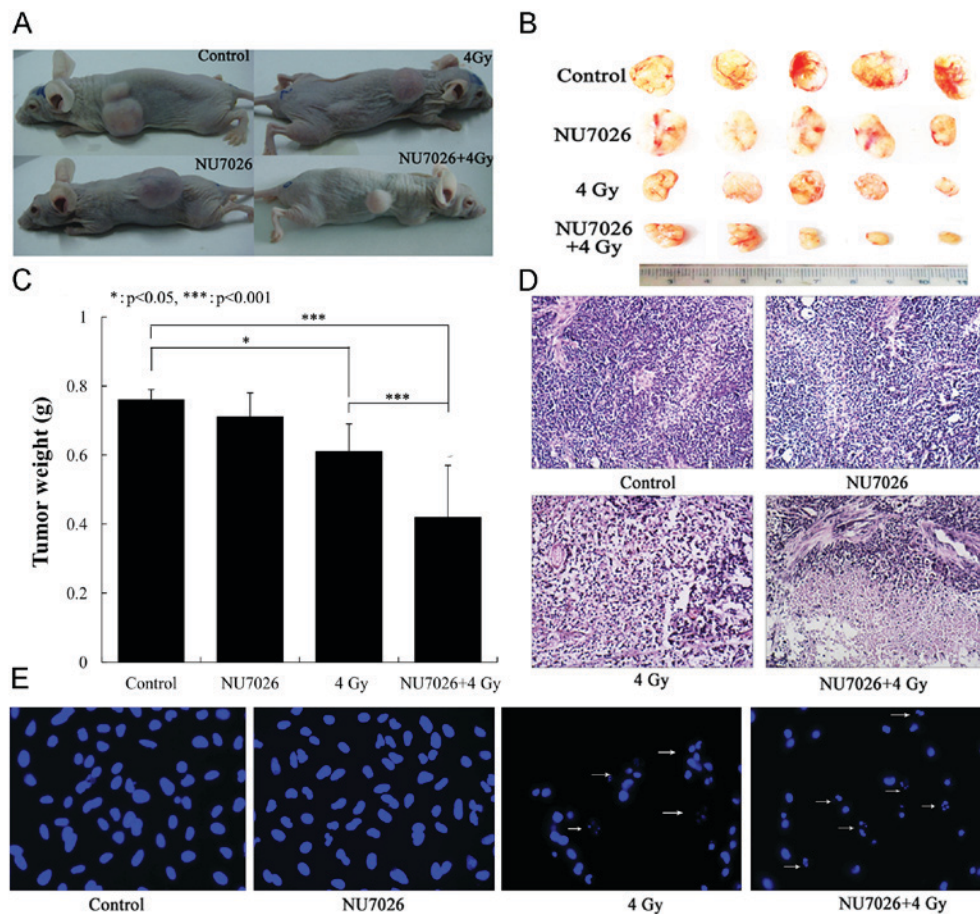 A
Control
4Gy
NU7026
NU7026+4Gy
B
Control
NU7026
4 Gy
NU7026
+4 Gy
C
*: p<0.05, ***: p<0.001
Tumor weight (g)
1
0.8
0.6
0.4
0.2
0
***
*
***
Control
NU7026
4 Gy
NU7026+4 Gy
D
Control
NU7026
4 Gy
NU7026+4 Gy
E
Control
NU7026
4 Gy
NU7026+4 Gy